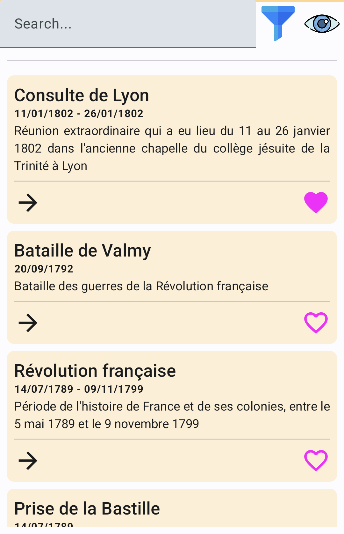 Search...
Consulte de Lyon
11/01/1802 - 26/01/1802
Réunion extraordinaire qui a eu lieu du 11 au 26 janvier
1802 dans l'ancienne chapelle du collège jésuite de la
Trinité à Lyon
Bataille de Valmy
20/09/1792
Bataille des guerres de la Révolution française
Révolution française
14/07/1789 - 09/11/1799
Période de l'histoire de France et de ses colonies, entre le
5 mai 1789 et le 9 novembre 1799
Prise de la Bastille
14/07/1789